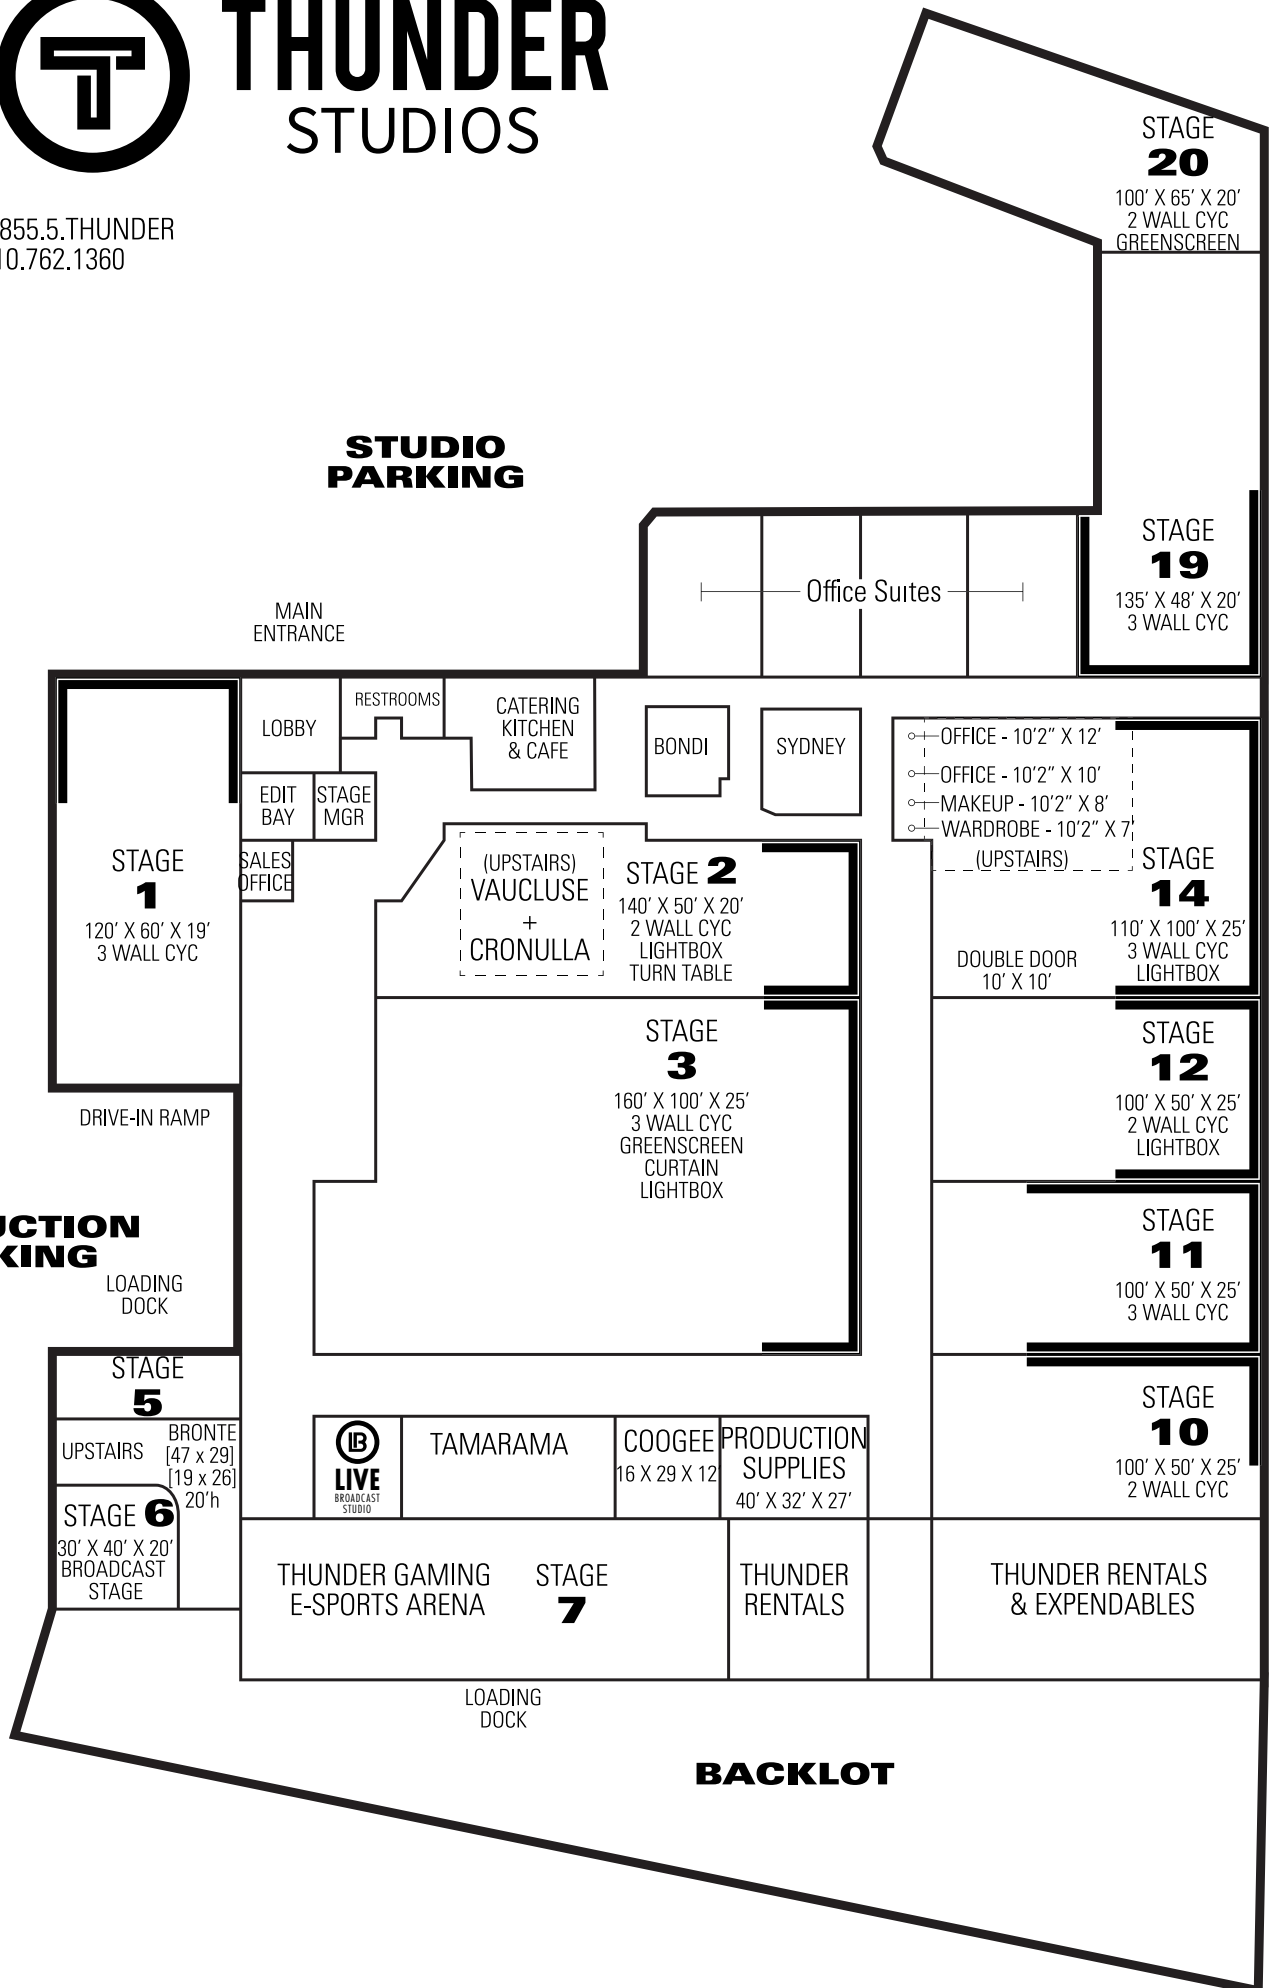 THUNDER
STUDIOS
855.5.THUNDER
10.762.1360
STAGE
20
100' X 65' X 20'
2 WALL CYC
GREENSCREEN
STUDIO
PARKING
STAGE
19
135' X 48' X 20'
3 WALL CYC
Office Suites
MAIN
ENTRANCE
LOBBY
RESTROOMS
CATERING
KITCHEN
& CAFE
BONDI
SYDNEY
OFFICE - 10'2" X 12'
OFFICE - 10'2" X 10'
MAKEUP - 10'2" X 8'
WARDROBE - 10'2" X 7'
(UPSTAIRS)
EDIT
BAY
STAGE
MGR
SALES
OFFICE
STAGE
1
120' X 60' X 19'
3 WALL CYC
(UPSTAIRS)
VAUCLUSE
+
CRONULLA
STAGE 2
140' X 50' X 20'
2 WALL CYC
LIGHTBOX
TURN TABLE
STAGE
14
110' X 100' X 25'
3 WALL CYC
LIGHTBOX
DOUBLE DOOR
10' X 10'
STAGE
3
160' X 100' X 25'
3 WALL CYC
GREENSCREEN
CURTAIN
LIGHTBOX
STAGE
12
100' X 50' X 25'
2 WALL CYC
LIGHTBOX
DRIVE-IN RAMP
UCTION
KING
LOADING
DOCK
STAGE
11
100' X 50' X 25'
3 WALL CYC
STAGE
5
UPSTAIRS
BRONTE
[47 x 29]
[19 x 26]
20'h
STAGE 6
30' X 40' X 20'
BROADCAST
STAGE
B
LIVE
BROADCAST
STUDIO
TAMARAMA
COOGEE
16 X 29 X 12'
PRODUCTION
SUPPLIES
40' X 32' X 27'
STAGE
10
100' X 50' X 25'
2 WALL CYC
THUNDER GAMING
E-SPORTS ARENA
STAGE
7
THUNDER
RENTALS
THUNDER RENTALS
& EXPENDABLES
LOADING
DOCK
BACKLOT